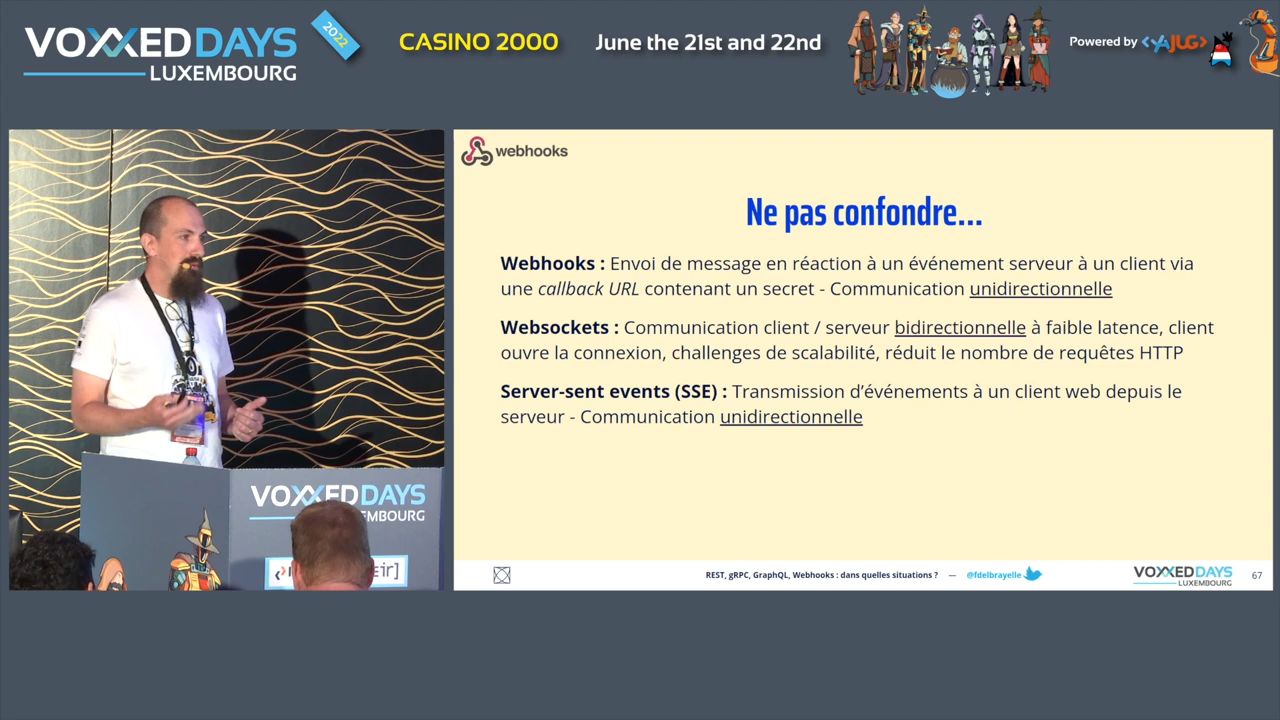 VOXXED DAYS
LUXEMBOURG
2022
CASINO 2000
June the 21st and 22nd
Powered by <YAJUG>
webhooks
Ne pas confondre...
Webhooks : Envoi de message en réaction à un événement serveur à un client via
une callback URL contenant un secret - Communication unidirectionnelle
Websockets : Communication client / serveur bidirectionnelle à faible latence, client
ouvre la connexion, challenges de scalabilité, réduit le nombre de requêtes HTTP
Server-sent events (SSE) : Transmission d'événements à un client web depuis le
serveur - Communication unidirectionnelle
VOXXED DAYS
EMBOURG
REST, gRPC, GraphQL, Webhooks : dans quelles situations ? — @fdelbrayelle
VOXXED DAYS
LUXEMBOURG
67